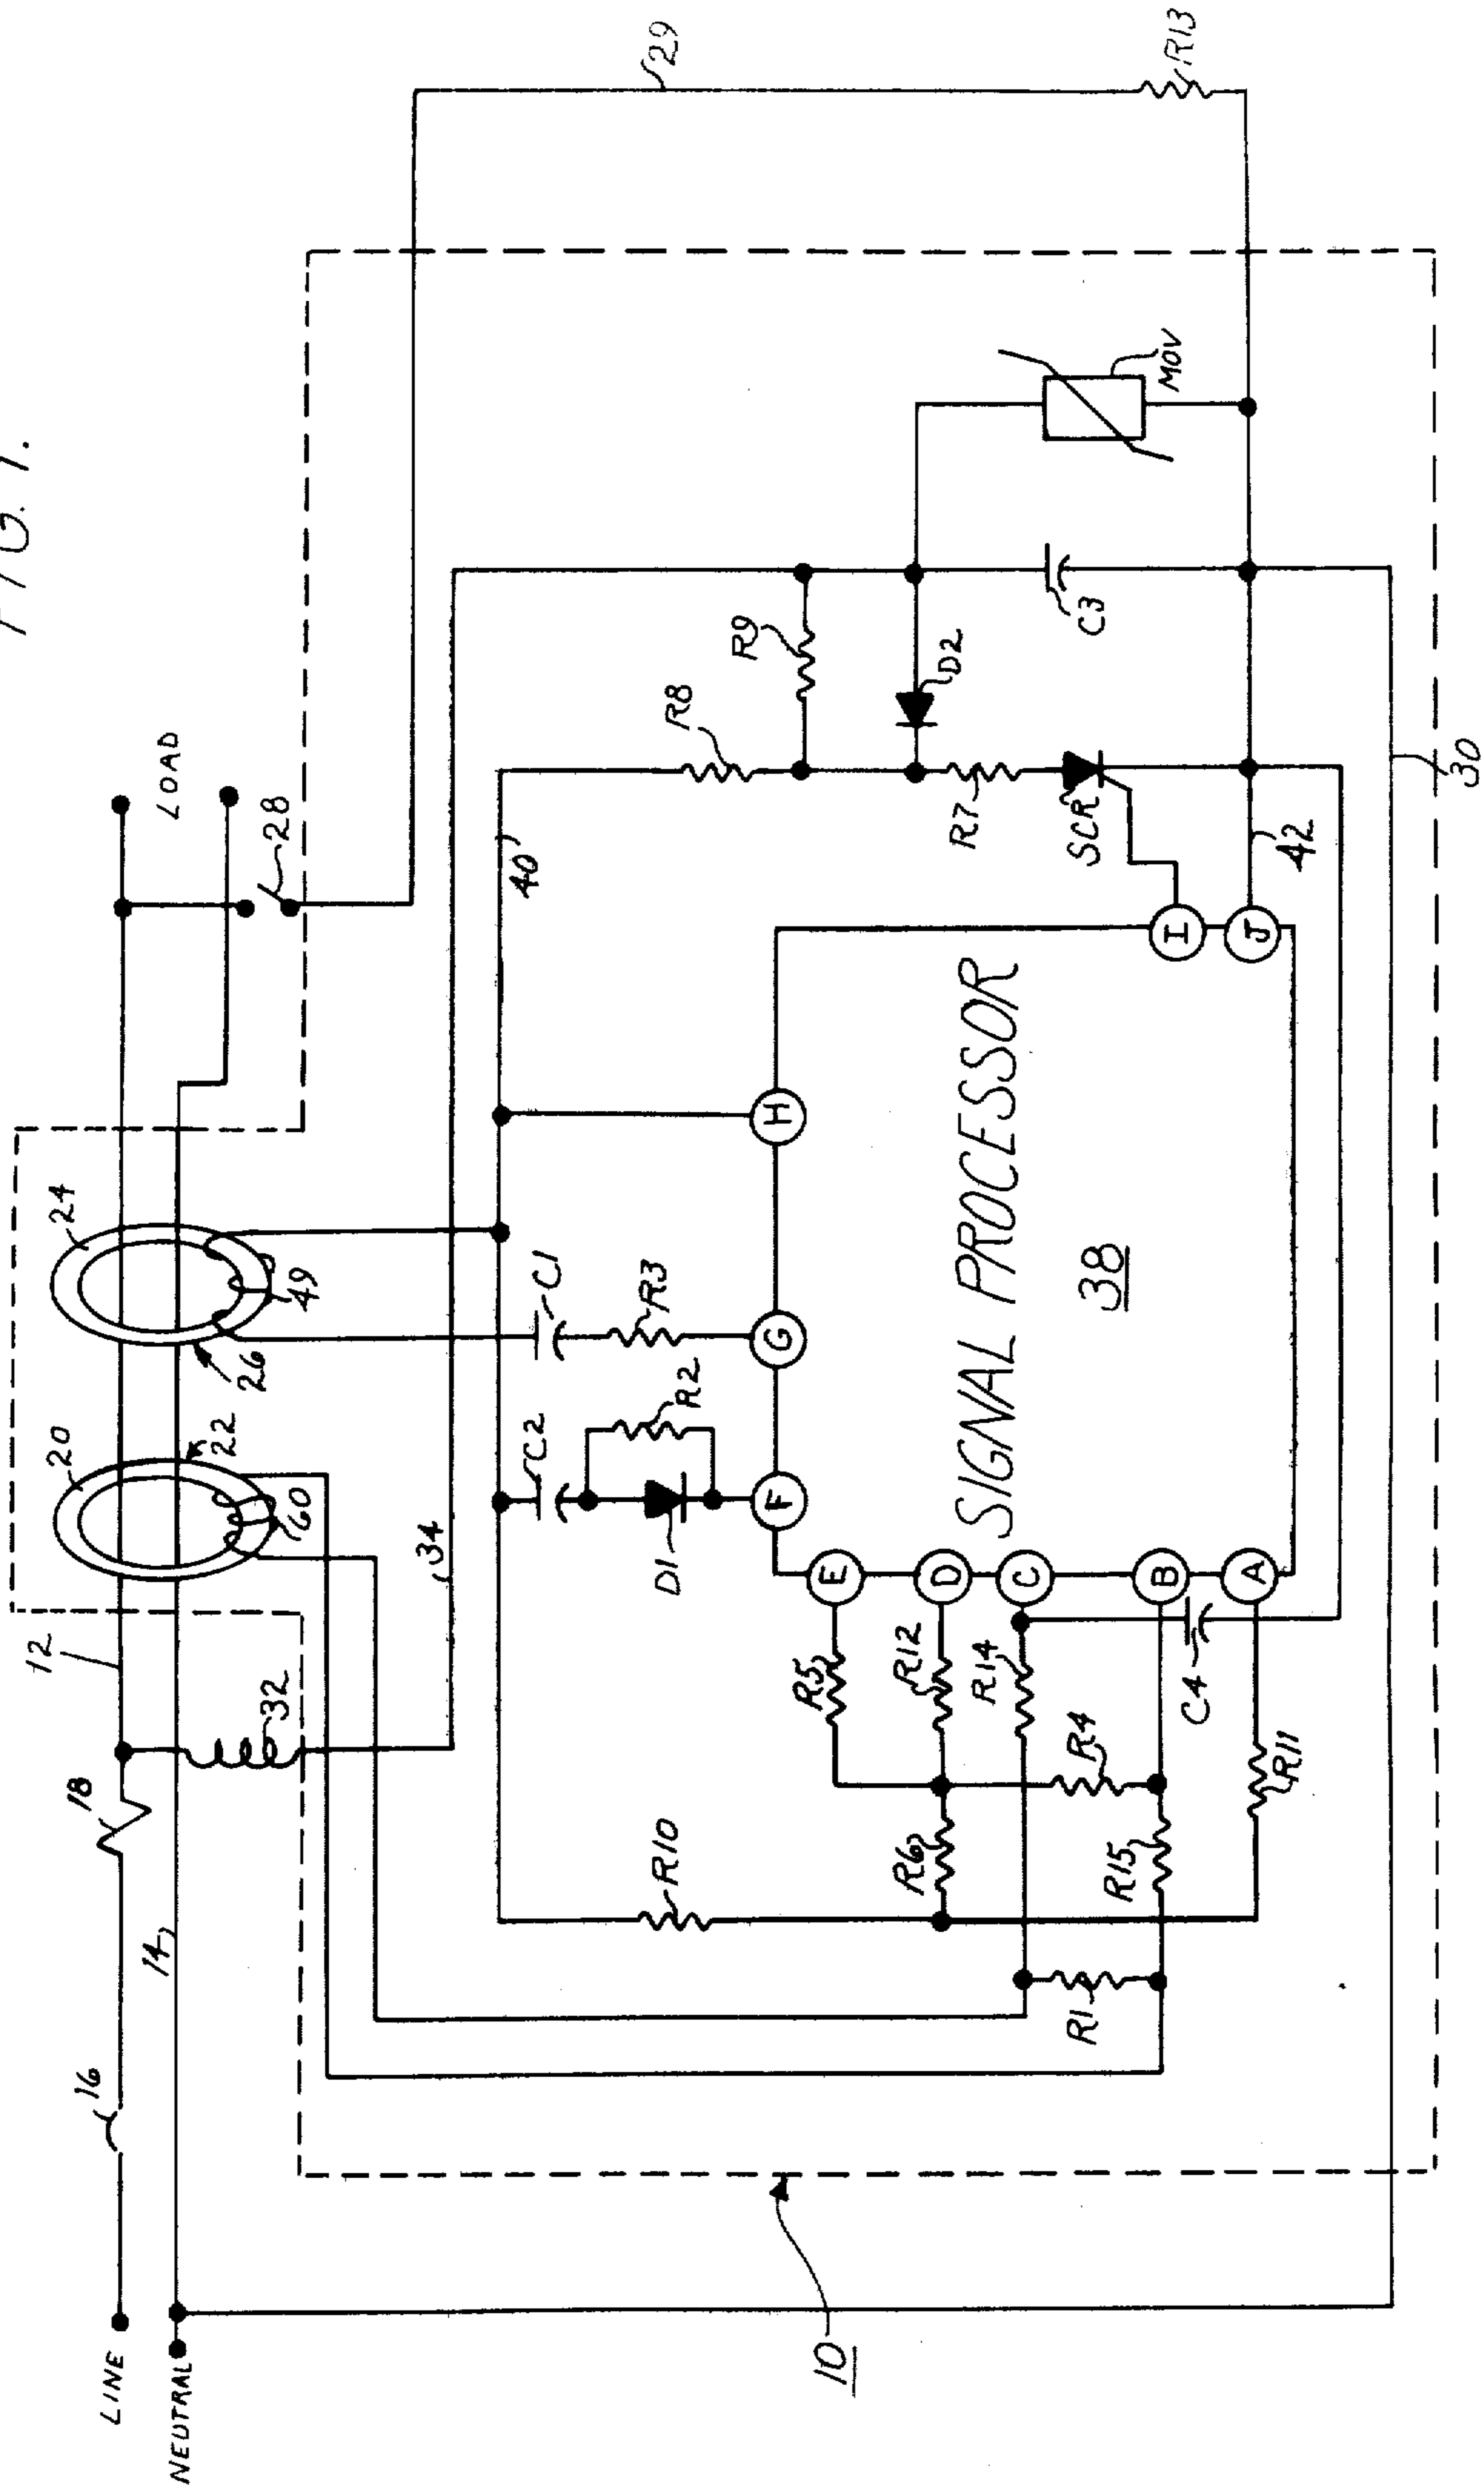 FIG. 1.
LINE
NEUTRAL
16
14
18
12
32
20
22
60
24
26
49
LOAD
28
29
34
40
C1
R3
C2
R2
D1
R8
R9
D2
R7
SCR
C3
MOV
R13
R10
R5
R12
R14
R6
R4
R15
R1
R11
C4
E
D
C
B
A
F
G
H
I
J
SIGNAL PROCESSOR
38
42
30
10